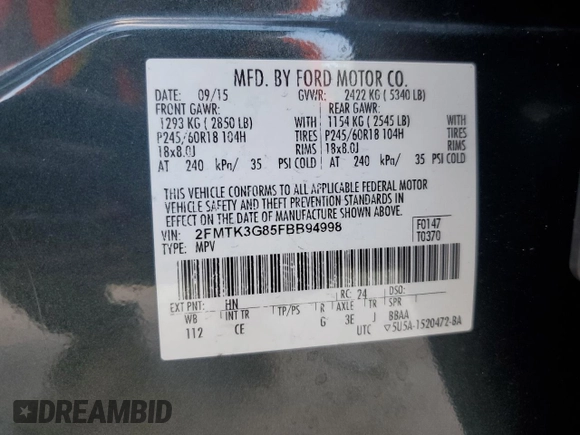 MFD. BY FORD MOTOR CO.
DATE: 09/15 GVWR: 2422 KG ( 5340 LB)
FRONT GAWR: REAR GAWR:
1293 KG ( 2850 LB) WITH 1154 KG ( 2545 LB) WITH
P245/60R18 104H TIRES P245/60R18 104H TIRES
18x8.0J RIMS 18x8.0J RIMS
AT 240 kPa/ 35 PSI COLD AT 240 kPa/ 35 PSI COLD
THIS VEHICLE CONFORMS TO ALL APPLICABLE FEDERAL MOTOR
VEHICLE SAFETY AND THEFT PREVENTION STANDARDS IN
EFFECT ON THE DATE OF MANUFACTURE SHOWN ABOVE.
VIN: 2FMTK3G85FBB94998 F0147
TYPE: MPV T0370
EXT PNT: HN RC: 24 DSO:
WB INT TR TP/PS R AXLE TR SPR
112 CE G 3E J BBAA
UTC ▽5U5A-1520472-BA
DREAMBID